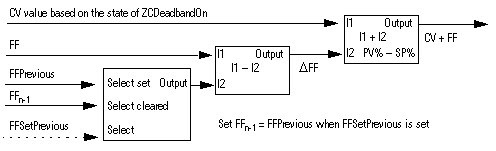 CV value based on the state of ZCDeadbandOn
I1 Output
I1 + I2
I2 PV% – SP%
CV + FF
FF
I1 Output
I1 – I2
I2
ΔFF
FFPrevious
Select set Output
FFn-1
Select cleared
FFSetPrevious
Select
Set FFn-1 = FFPrevious when FFSetPrevious is set